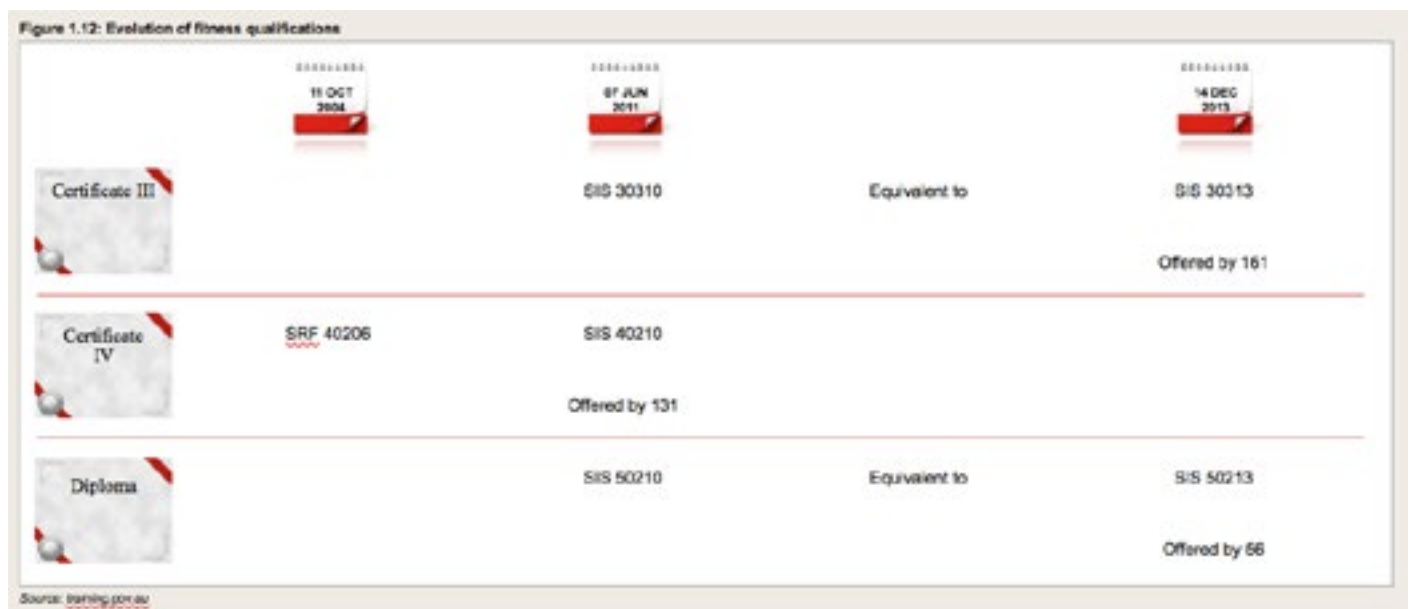 Figure 1.12: Evolution of fitness qualifications
11 OCT
2004
07 JUN
2011
14 DEC
2013
Certificate III
SIS 30310
Equivalent to
SIS 30313
Offered by 161
Certificate
IV
SRF 40206
SIS 40210
Offered by 131
Diploma
SIS 50210
Equivalent to
SIS 50213
Offered by 56
Source: training.gov.au